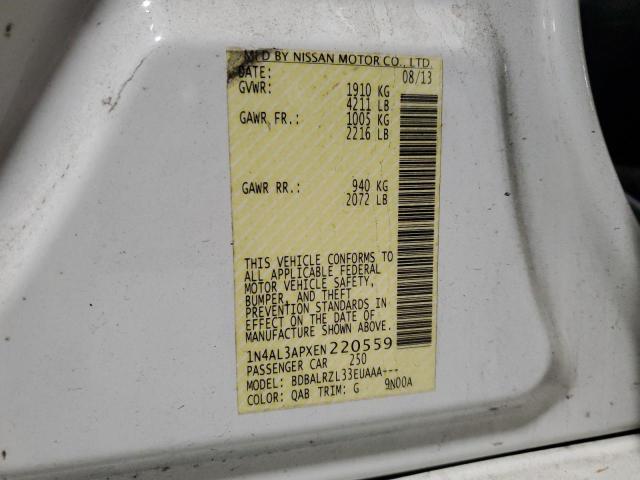 MFD BY NISSAN MOTOR CO., LTD.
DATE: 08/13
GVWR: 1910 KG
4211 LB
GAWR FR.: 1005 KG
2216 LB
GAWR RR.: 940 KG
2072 LB
THIS VEHICLE CONFORMS TO
ALL APPLICABLE FEDERAL
MOTOR VEHICLE SAFETY,
BUMPER, AND THEFT
PREVENTION STANDARDS IN
EFFECT ON THE DATE OF
MANUFACTURE SHOWN ABOVE.
1N4AL3APXEN220559
PASSENGER CAR 250
MODEL: BDBALRZL33EUAAA---
COLOR: QAB TRIM: G 9N00A